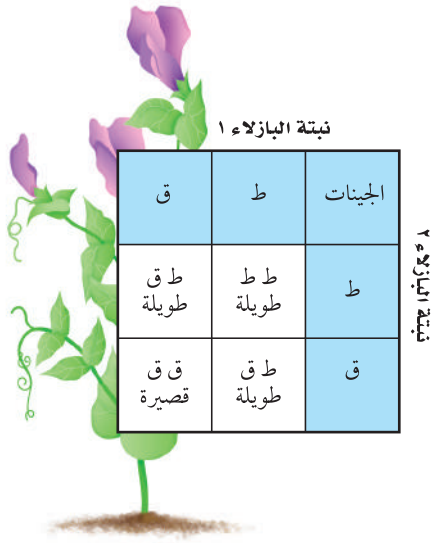 نبتة البازلاء ١
نبتة البازلاء ٢
الجينات ط ق
ط ط ط ط ق
طويلة طويلة
ق ط ق ق ق
طويلة قصيرة